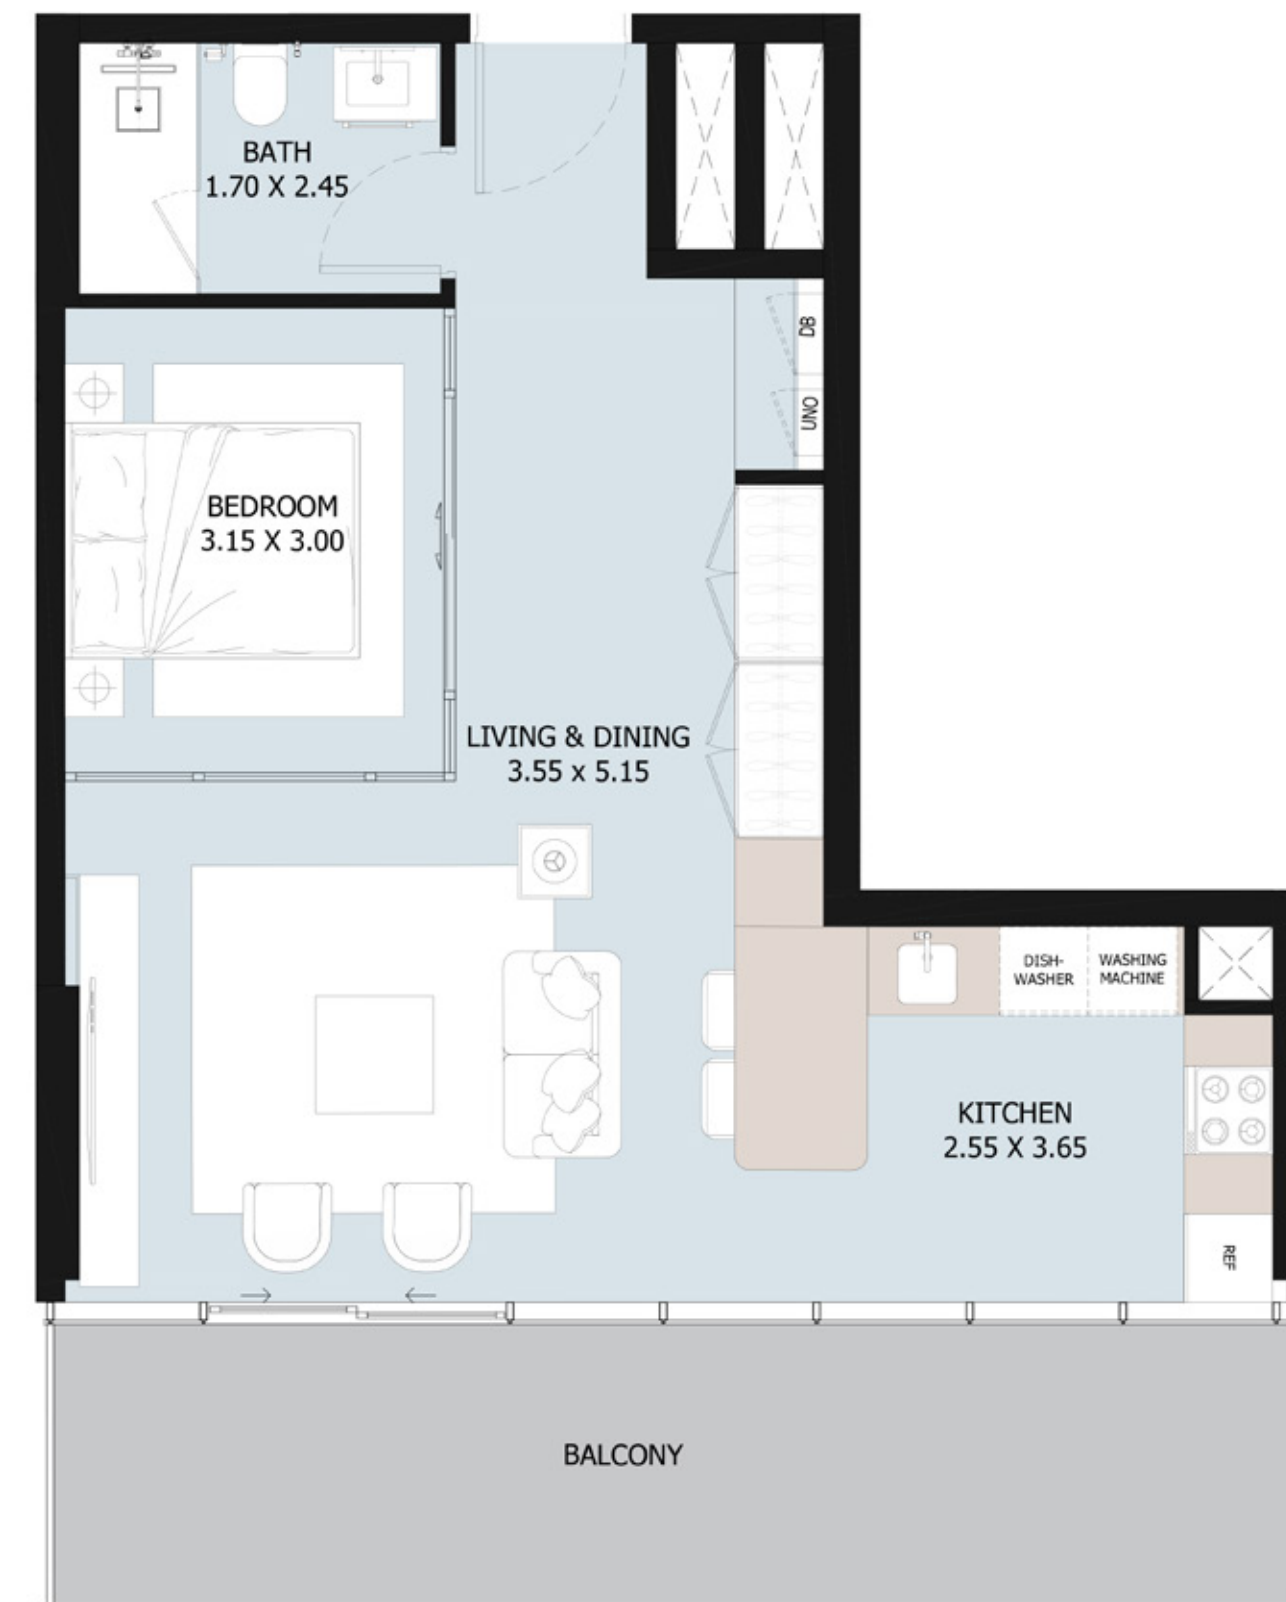 BATH
1.70 X 2.45
DB
UNO
BEDROOM
3.15 X 3.00
LIVING & DINING
3.55 x 5.15
DISH-
WASHER
WASHING
MACHINE
KITCHEN
2.55 X 3.65
REF
BALCONY